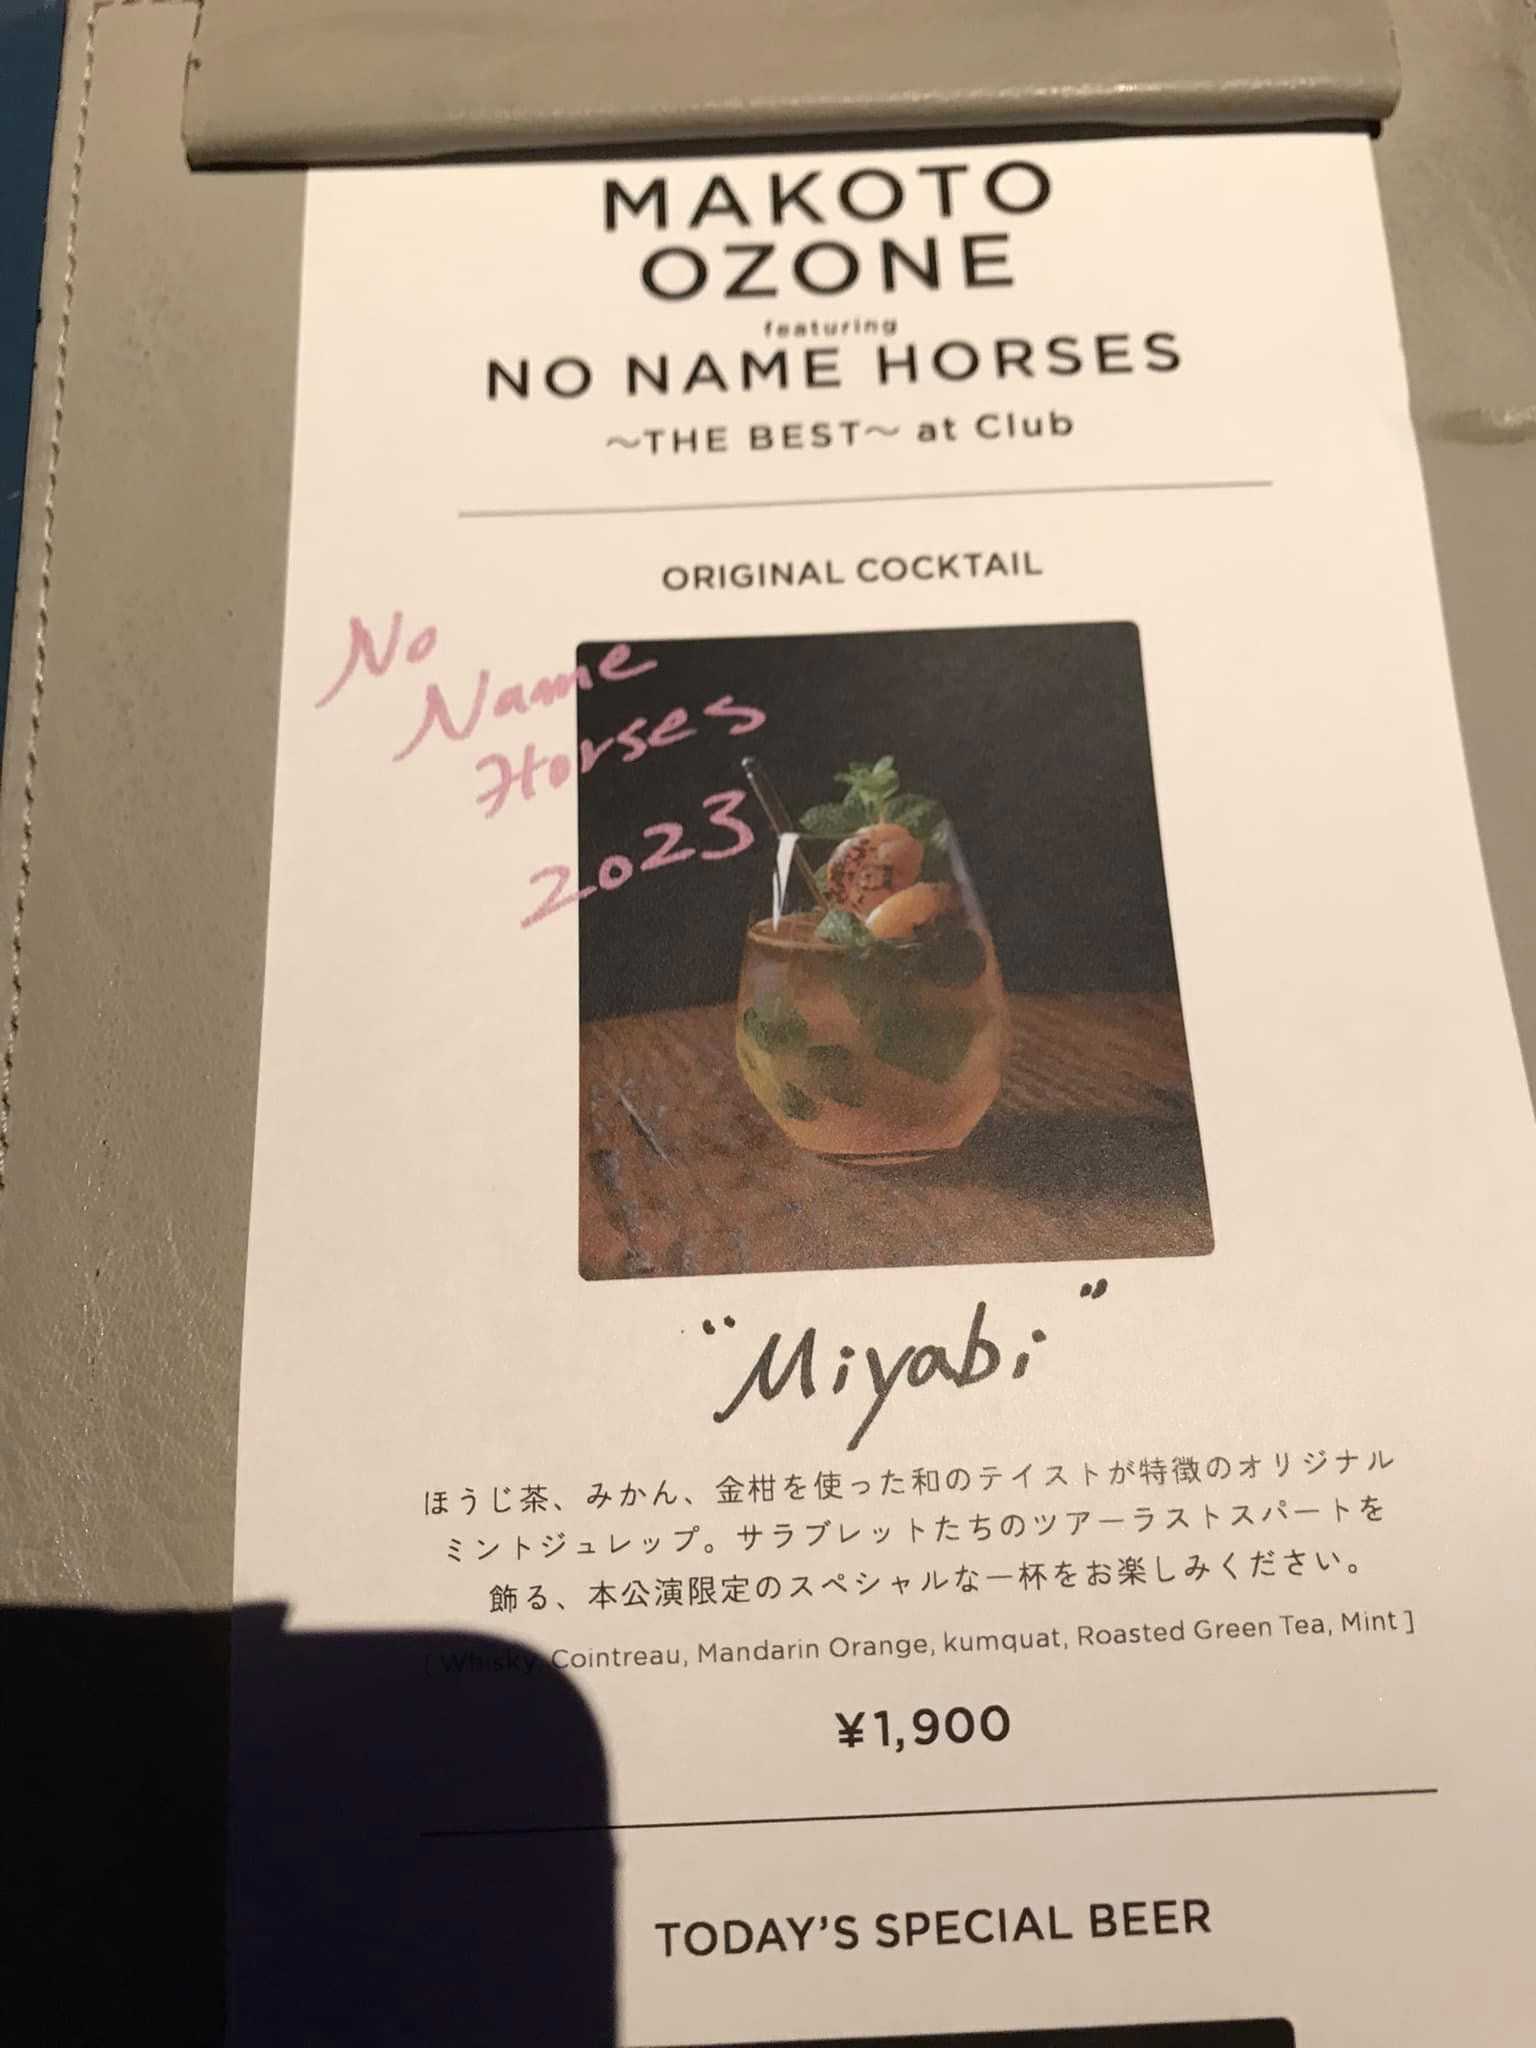 MAKOTO
OZONE
featuring
NO NAME HORSES
～THE BEST～ at Club
ORIGINAL COCKTAIL
No
Name
Horses
2023
"Miyabi"
ほうじ茶、みかん、金柑を使った和のテイストが特徴のオリジナル
ミントジュレップ。サラブレットたちのツアーラストスパートを
飾る、本公演限定のスペシャルな一杯をお楽しみください。
[ Whisky, Cointreau, Mandarin Orange, kumquat, Roasted Green Tea, Mint ]
¥1,900
TODAY'S SPECIAL BEER